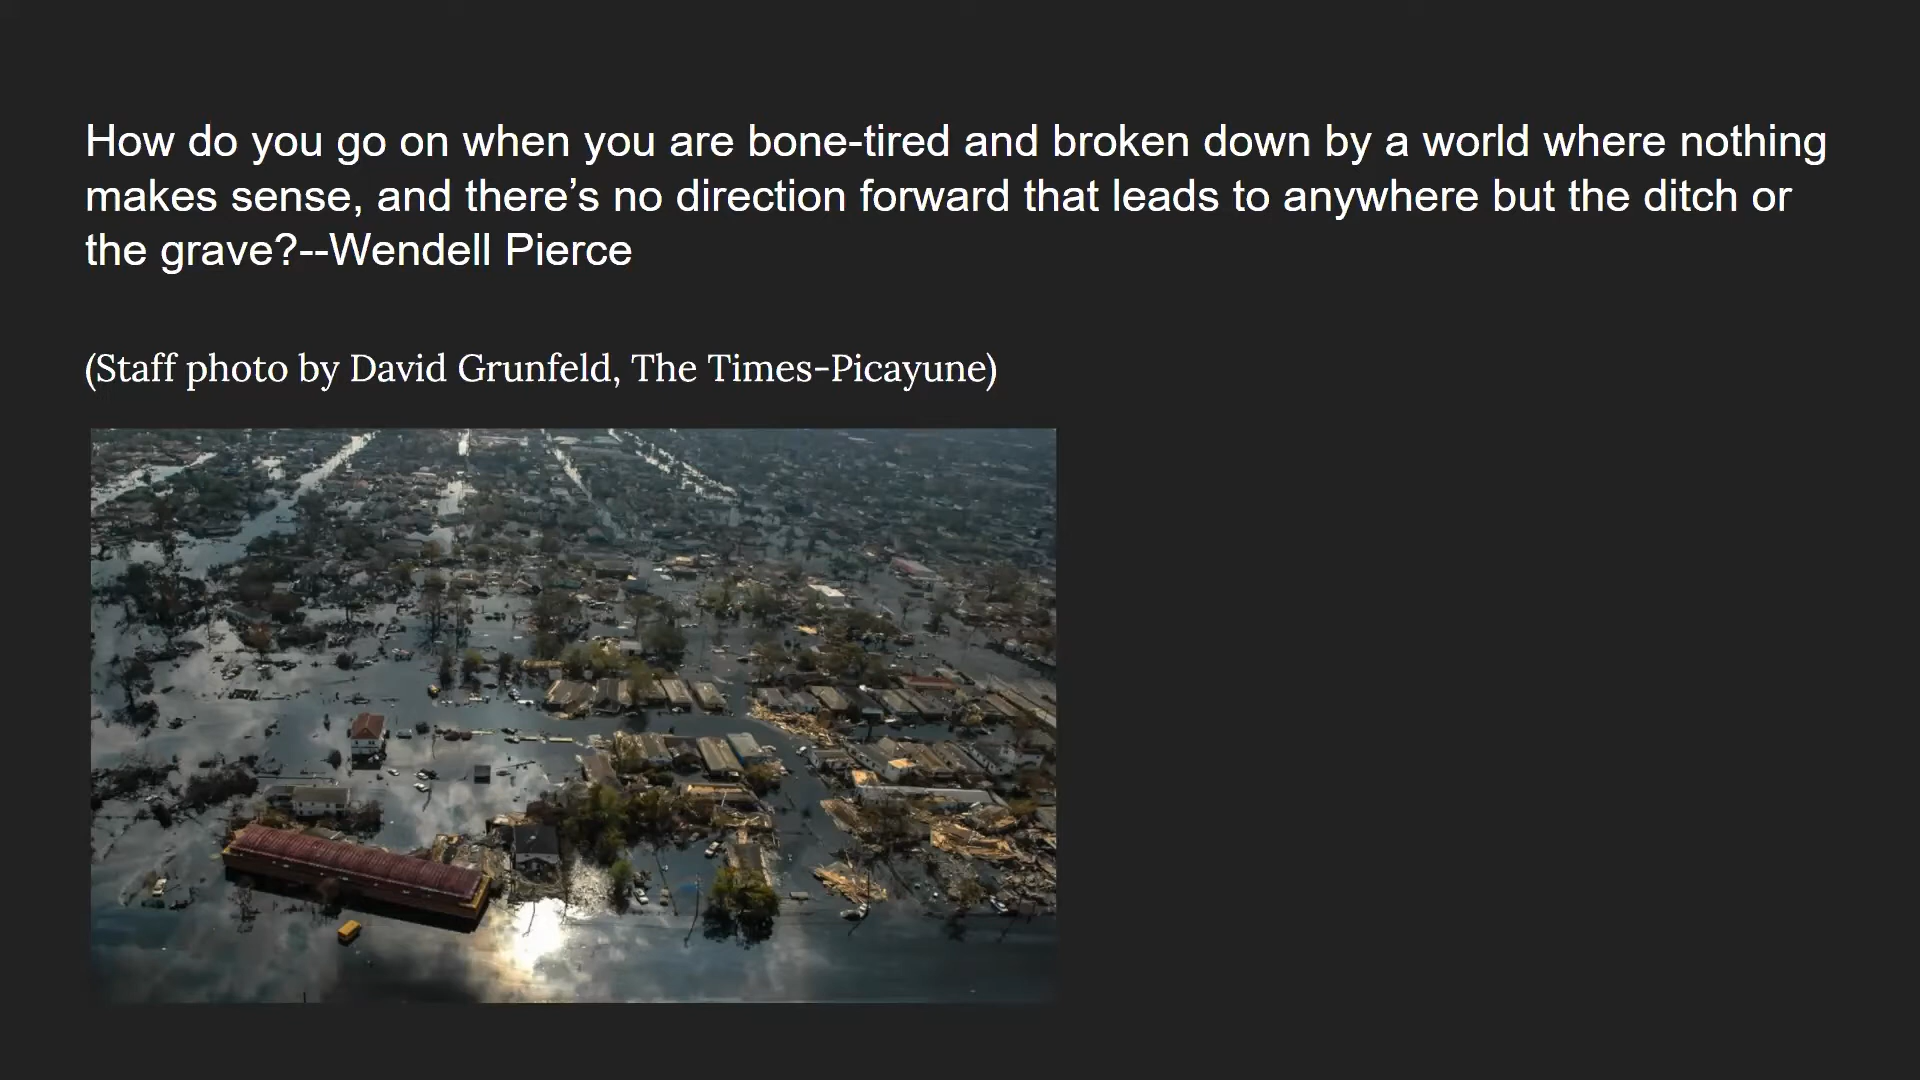 How do you go on when you are bone-tired and broken down by a world where nothing
makes sense, and there’s no direction forward that leads to anywhere but the ditch or
the grave?--Wendell Pierce
(Staff photo by David Grunfeld, The Times-Picayune)